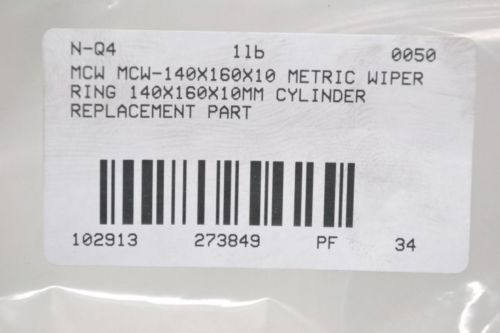 N-Q4 1lb 0050
MCW MCW-140X160X10 METRIC WIPER
RING 140X160X10MM CYLINDER
REPLACEMENT PART
102913 273849 PF 34